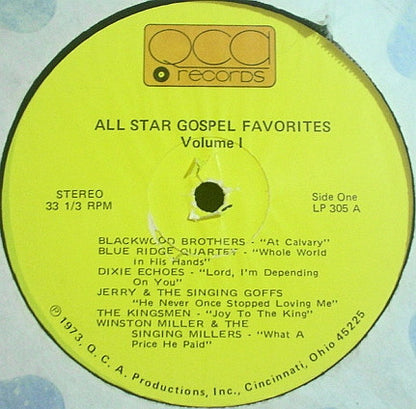 QCA
records
ALL STAR GOSPEL FAVORITES
Volume I
STEREO
33 1/3 RPM
Side One
LP 305 A
BLACKWOOD BROTHERS - "At Calvary"
BLUE RIDGE QUARTET - "Whole World
in His Hands"
DIXIE ECHOES - "Lord, I'm Depending
On You"
JERRY & THE SINGING GOFFS
"He Never Once Stopped Loving Me"
THE KINGSMEN - "Joy To The King"
WINSTON MILLER & THE
SINGING MILLERS - "What A
Price He Paid"
Ⓟ 1973, Q. C. A. Productions, Inc., Cincinnati, Ohio 45225